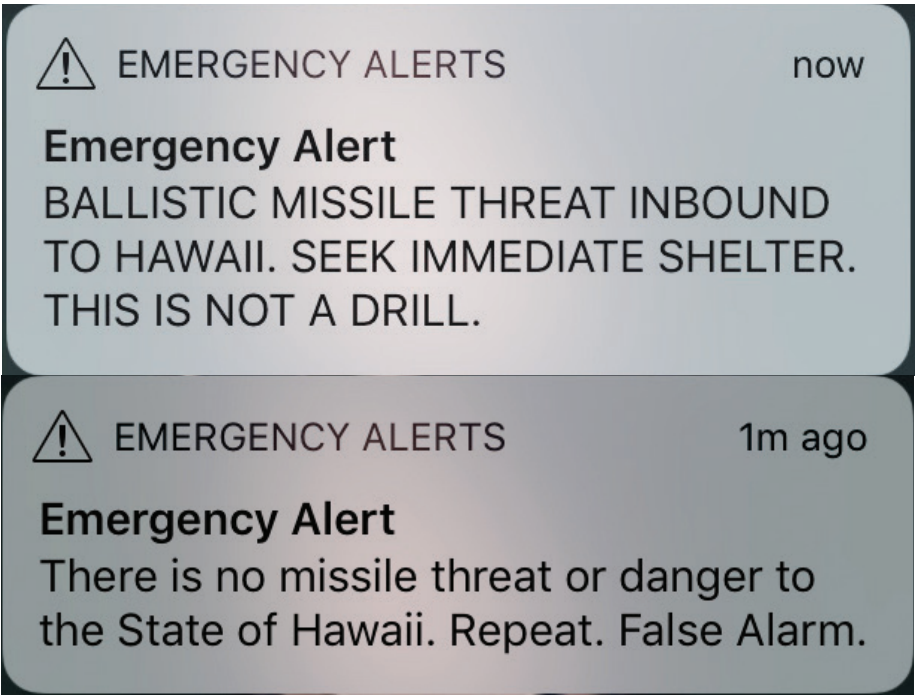 EMERGENCY ALERTS now
Emergency Alert
BALLISTIC MISSILE THREAT INBOUND
TO HAWAII. SEEK IMMEDIATE SHELTER.
THIS IS NOT A DRILL.
EMERGENCY ALERTS 1m ago
Emergency Alert
There is no missile threat or danger to
the State of Hawaii. Repeat. False Alarm.